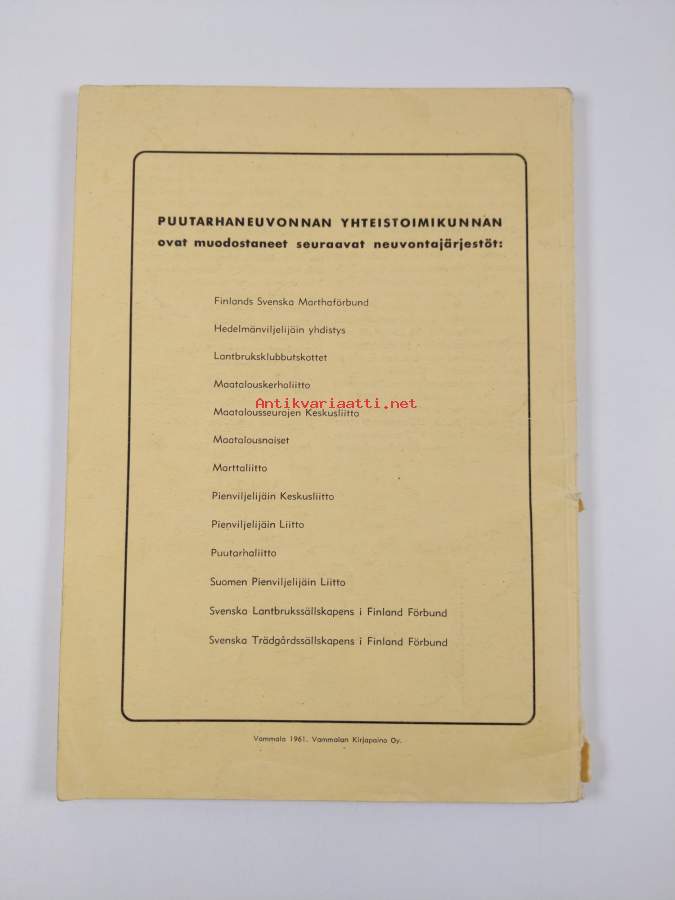 PUUTARHANEUVONNAN YHTEISTOIMIKUNNAN
ovat muodostaneet seuraavat neuvontajärjestöt:
Finlands Svenska Marthaförbund
Hedelmänviljelijäin yhdistys
Lantbruksklubbutskottet
Maatalouskerholiitto
Antikvariaatti.net
Maatalousseurojen Keskusliitto
Maatalousnaiset
Marttaliitto
Pienviljelijäin Keskusliitto
Pienviljelijäin Liitto
Puutarhaliitto
Suomen Pienviljelijäin Liitto
Svenska Lantbrukssällskapens i Finland Förbund
Svenska Trädgårdssällskapens i Finland Förbund
Vammala 1961. Vammalan Kirjapaino Oy.